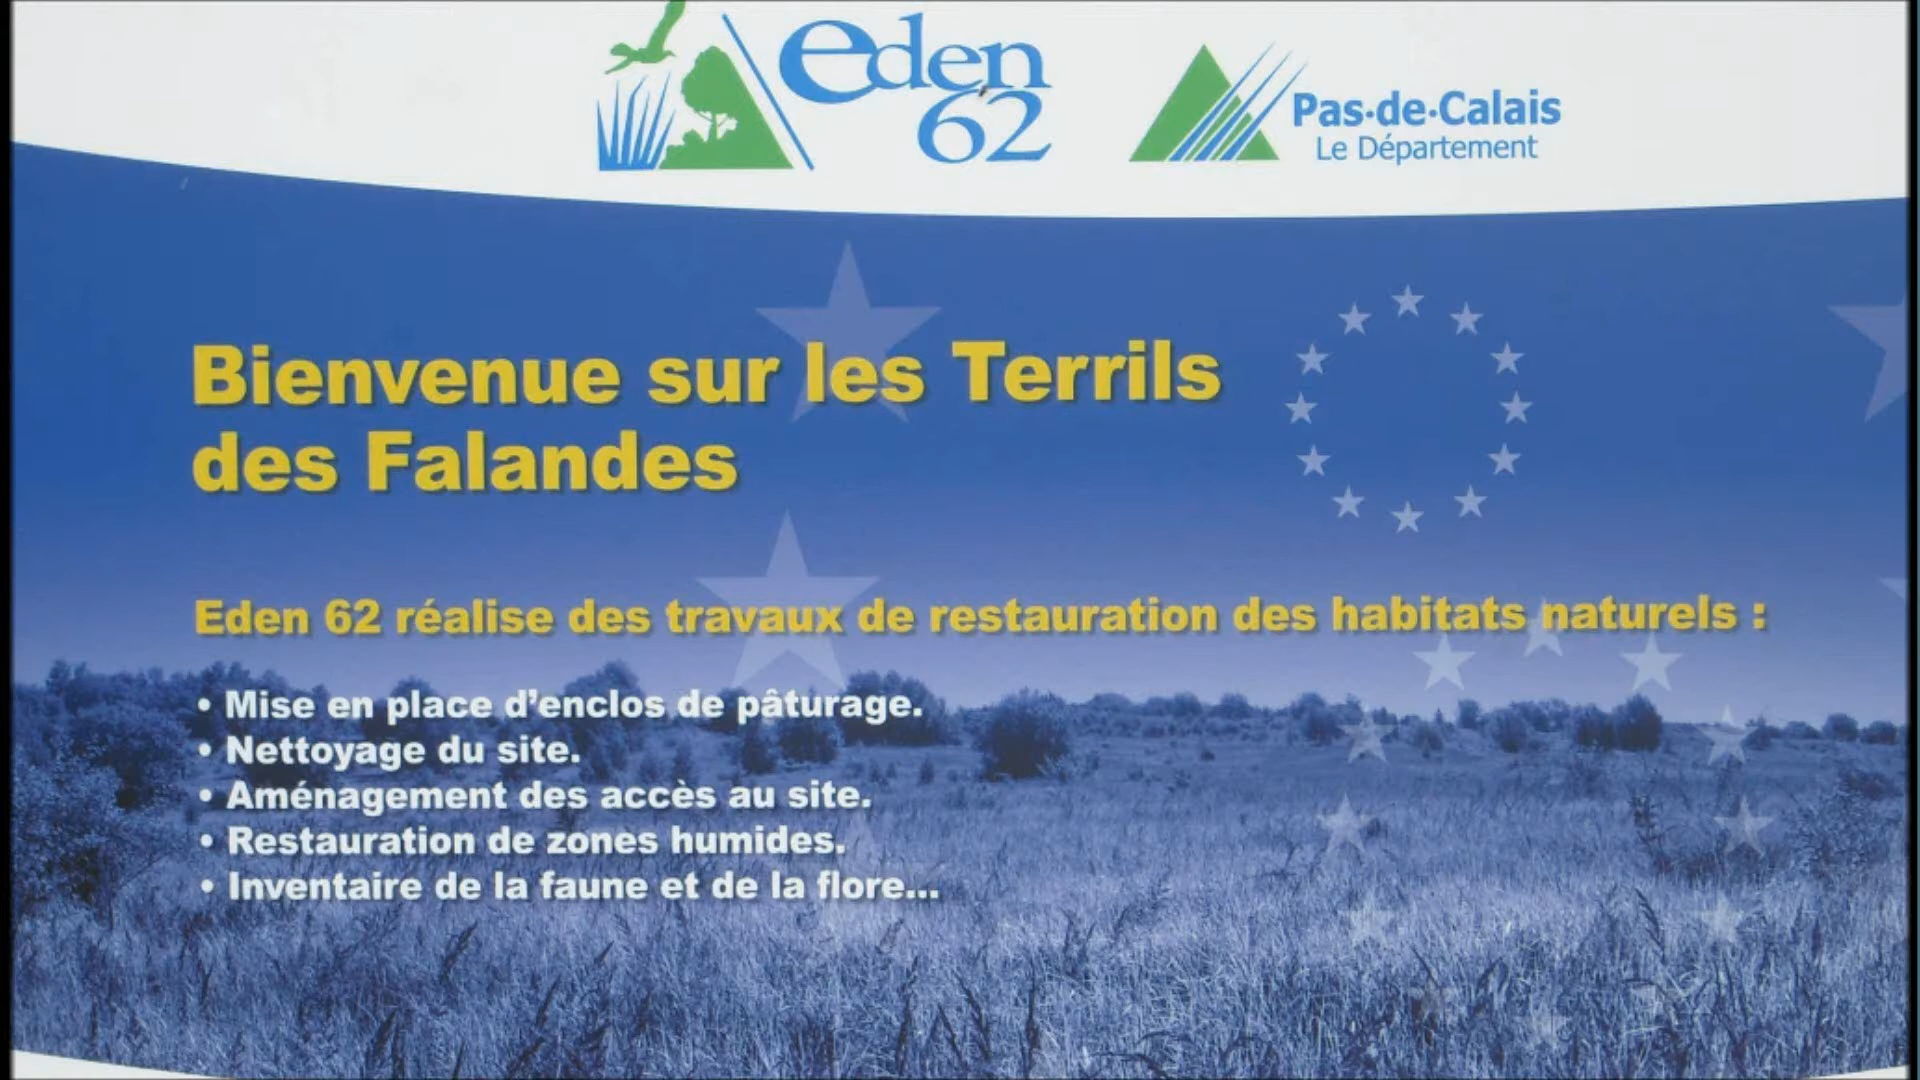 eden
62
Pas-de-Calais
Le Département
Bienvenue sur les Terrils
des Falandes
Eden 62 réalise des travaux de restauration des habitats naturels :
• Mise en place d'enclos de pâturage.
• Nettoyage du site.
• Aménagement des accès au site.
• Restauration de zones humides.
• Inventaire de la faune et de la flore...